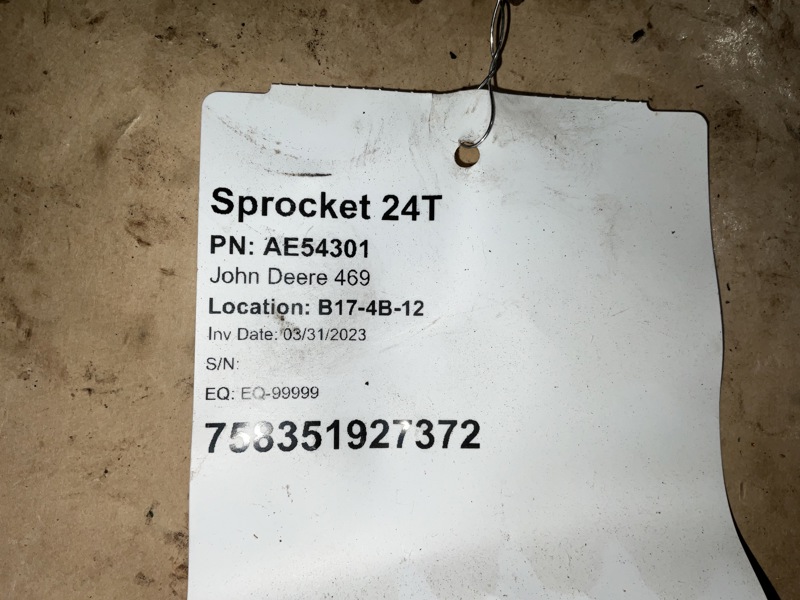 Sprocket 24T
PN: AE54301
John Deere 469
Location: B17-4B-12
Inv Date: 03/31/2023
S/N:
EQ: EQ-99999
758351927372